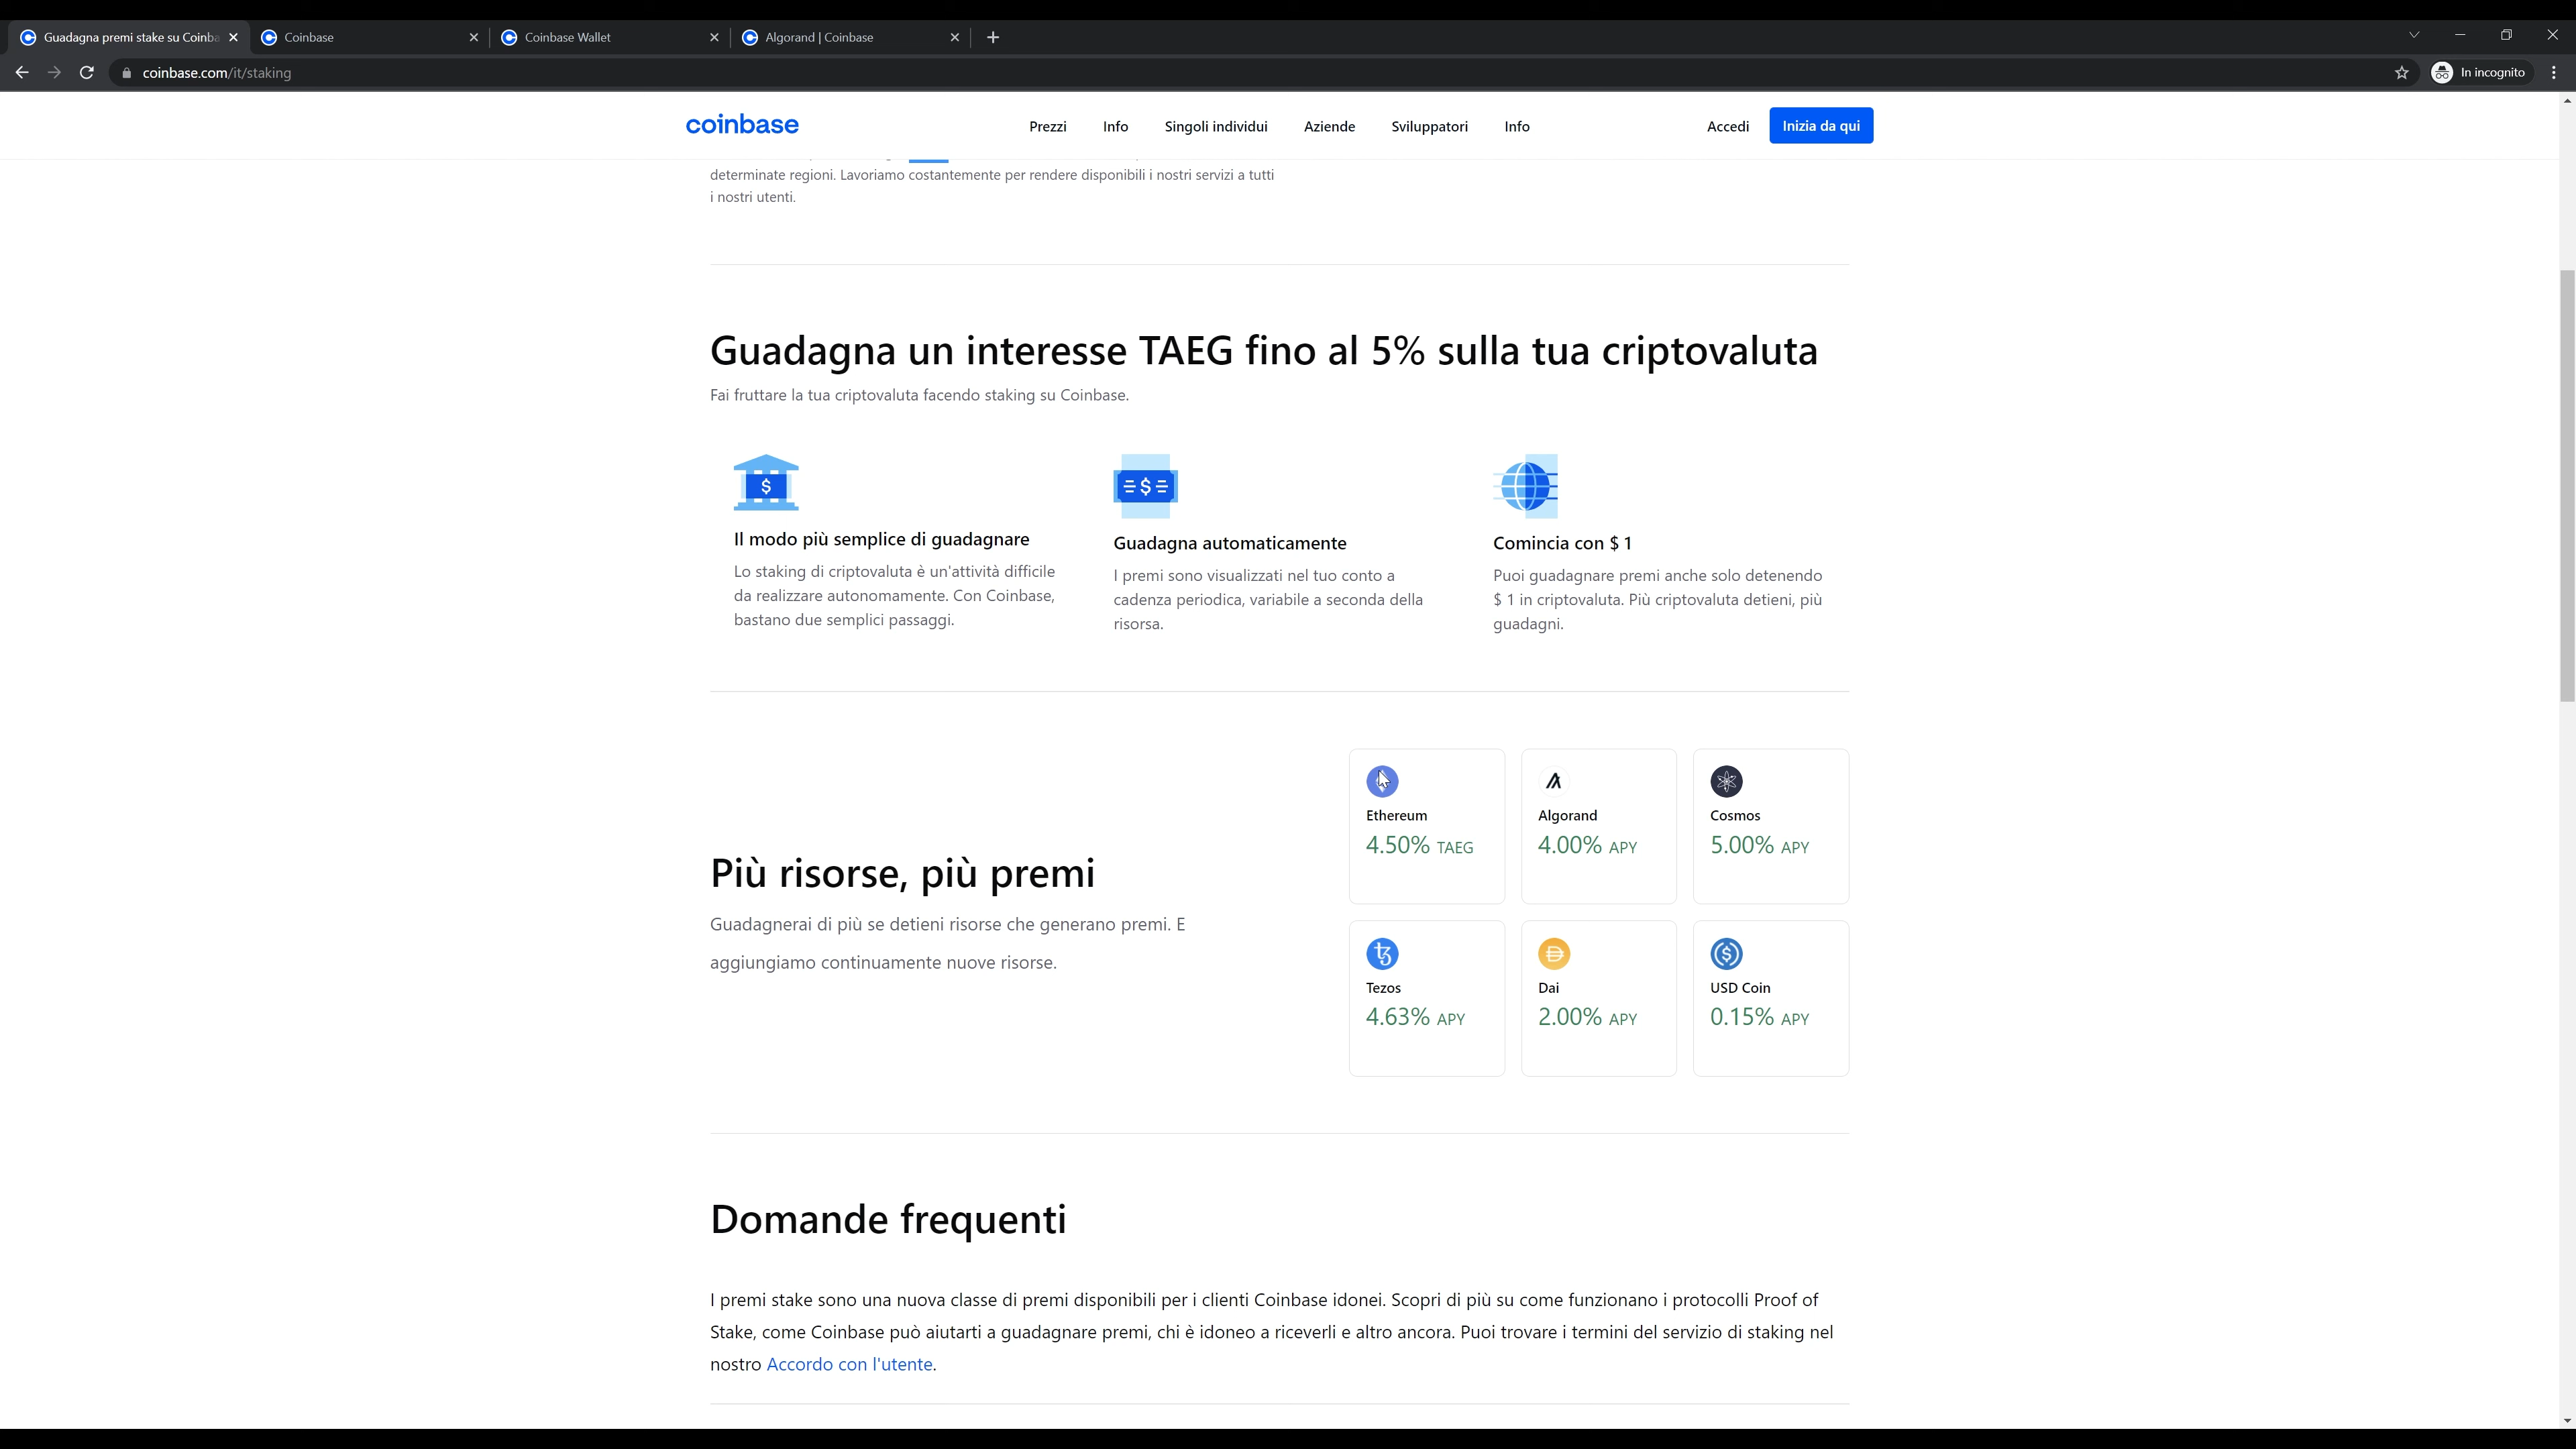 Guadagna premi stake su Coinba
Coinbase
Coinbase Wallet
Algorand | Coinbase
coinbase.com/it/staking
In incognito
coinbase
Prezzi
Info
Singoli individui
Aziende
Sviluppatori
Info
Accedi
Inizia da qui
determinate regioni. Lavoriamo costantemente per rendere disponibili i nostri servizi a tutti
i nostri utenti.
Guadagna un interesse TAEG fino al 5% sulla tua criptovaluta
Fai fruttare la tua criptovaluta facendo staking su Coinbase.
Il modo più semplice di guadagnare
Lo staking di criptovaluta è un'attività difficile
da realizzare autonomamente. Con Coinbase,
bastano due semplici passaggi.
Guadagna automaticamente
I premi sono visualizzati nel tuo conto a
cadenza periodica, variabile a seconda della
risorsa.
Comincia con $ 1
Puoi guadagnare premi anche solo detenendo
$ 1 in criptovaluta. Più criptovaluta detieni, più
guadagni.
Più risorse, più premi
Guadagnerai di più se detieni risorse che generano premi. E
aggiungiamo continuamente nuove risorse.
Ethereum
4.50% TAEG
Algorand
4.00% APY
Cosmos
5.00% APY
Tezos
4.63% APY
Dai
2.00% APY
USD Coin
0.15% APY
Domande frequenti
I premi stake sono una nuova classe di premi disponibili per i clienti Coinbase idonei. Scopri di più su come funzionano i protocolli Proof of
Stake, come Coinbase può aiutarti a guadagnare premi, chi è idoneo a riceverli e altro ancora. Puoi trovare i termini del servizio di staking nel
nostro Accordo con l'utente.